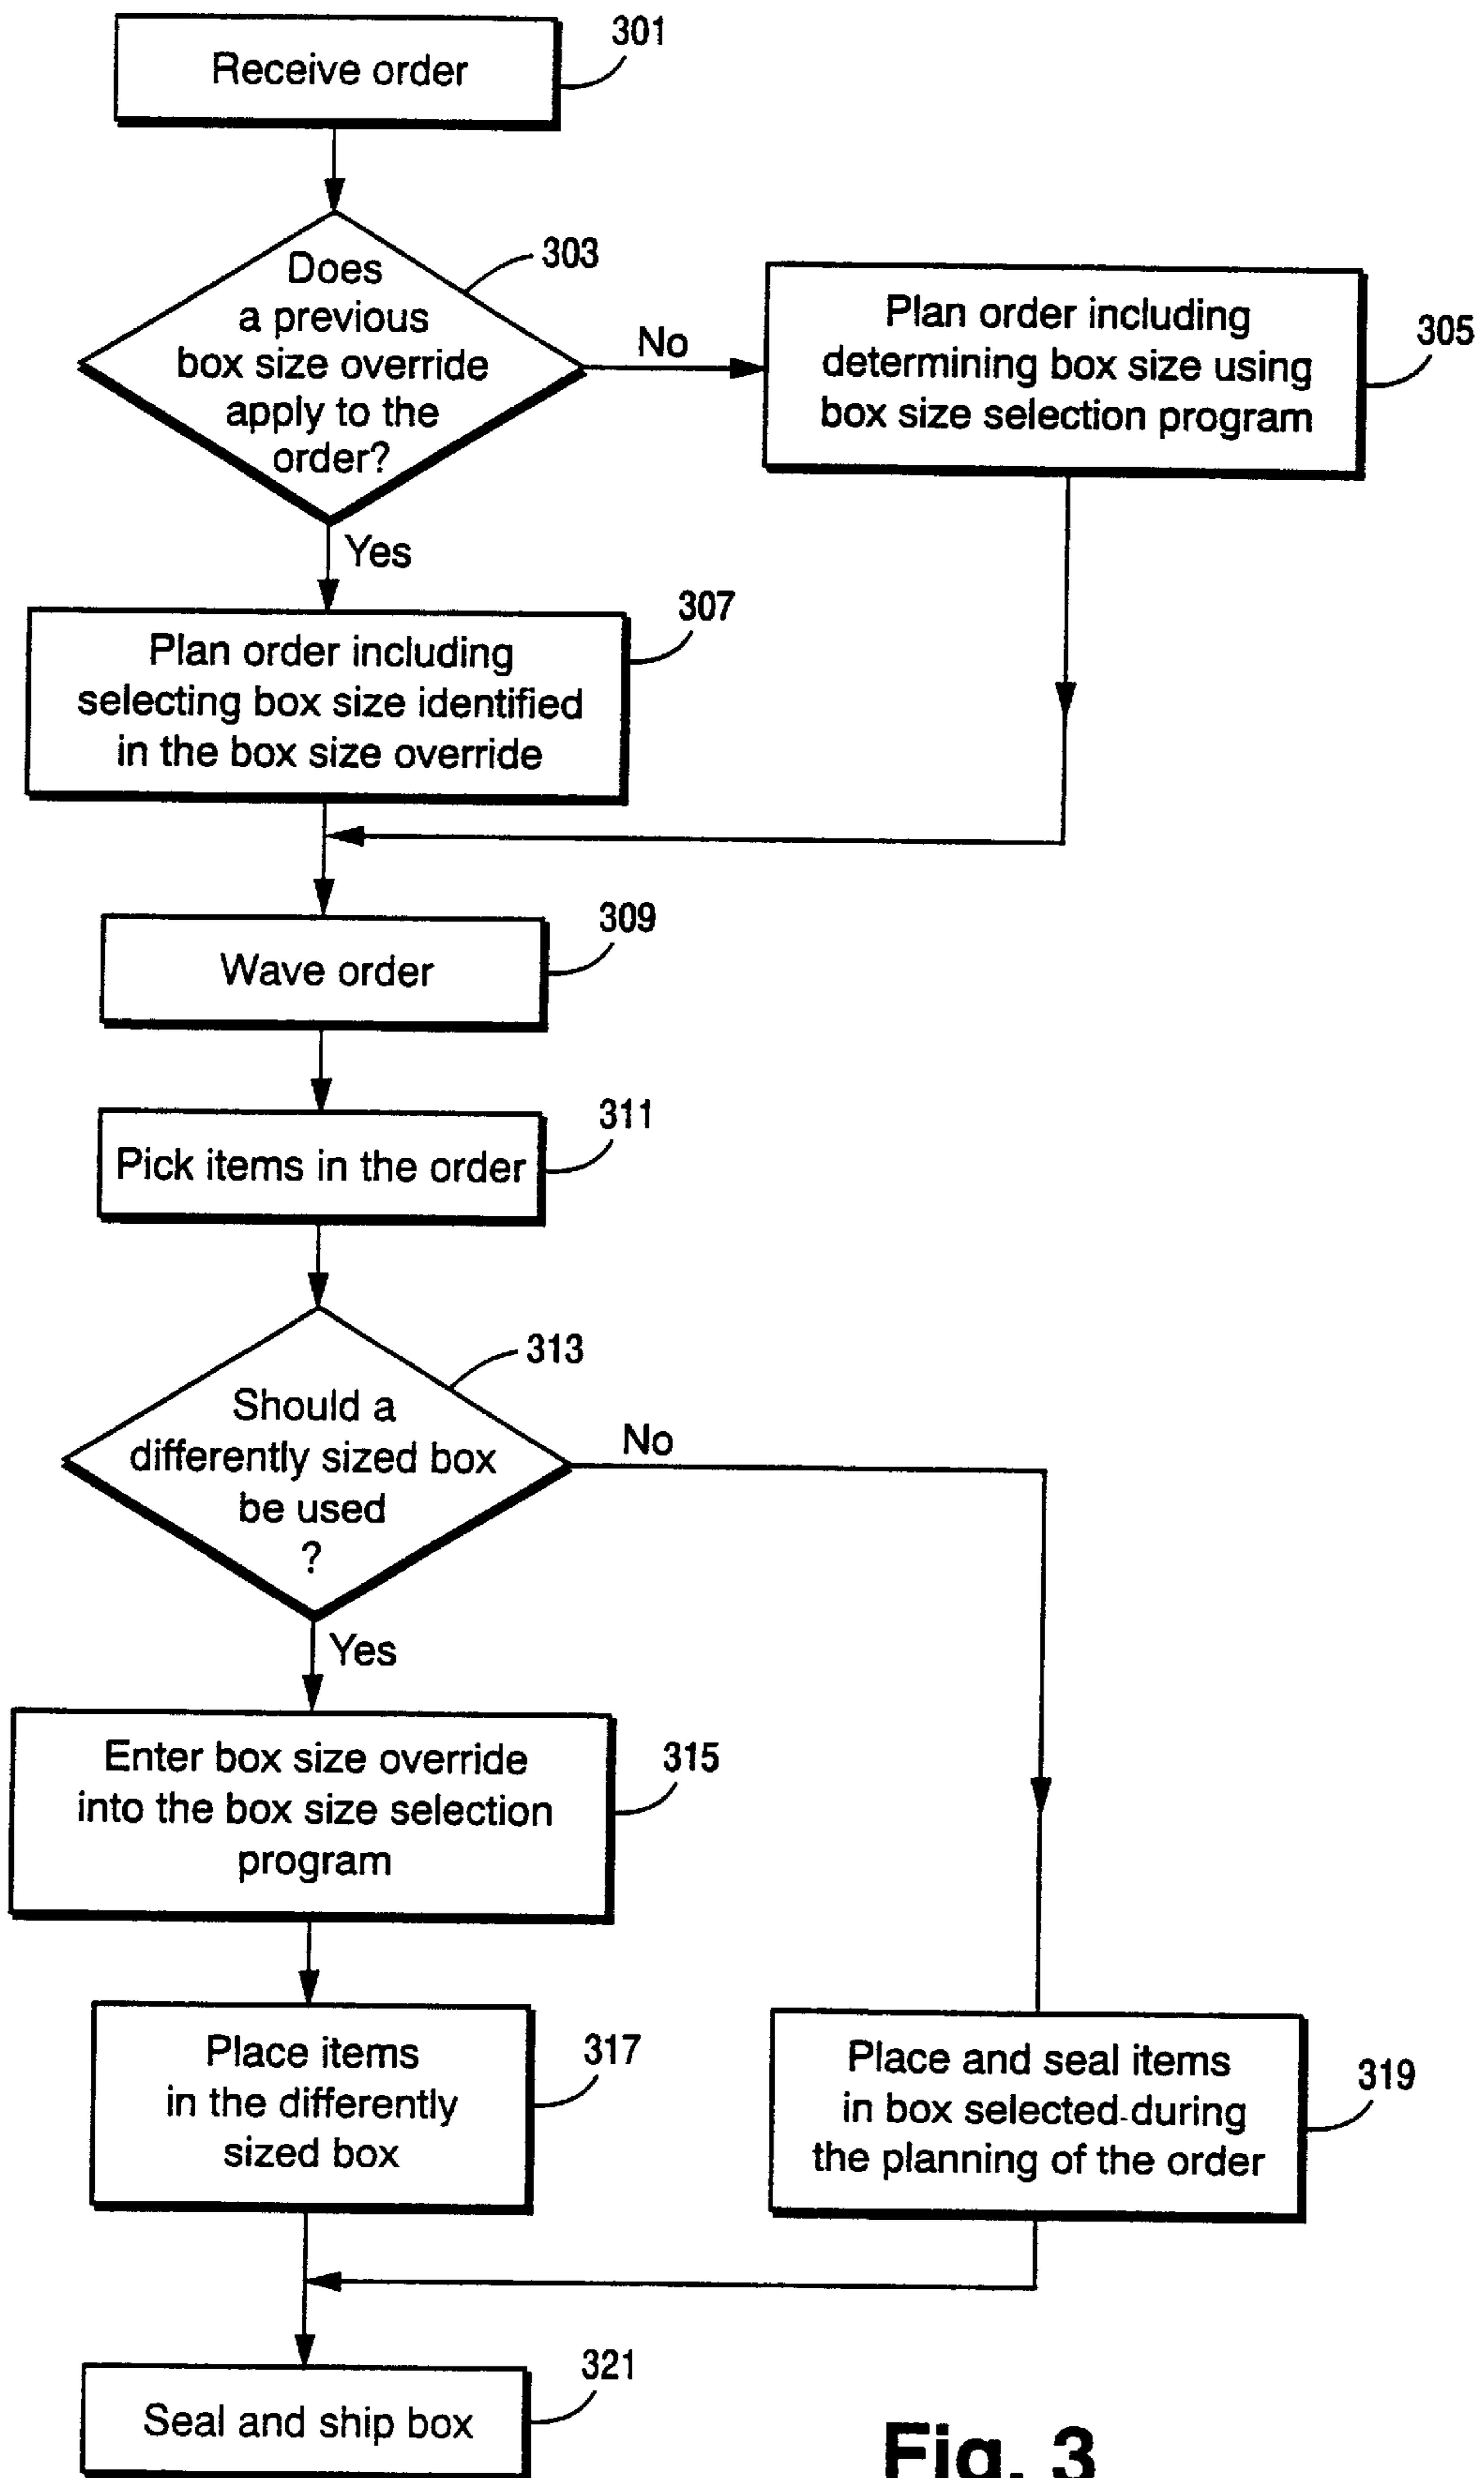 Receive order
301
Does
a previous
box size override
apply to the
order?
303
No
Plan order including
determining box size using
box size selection program
305
Yes
Plan order including
selecting box size identified
in the box size override
307
Wave order
309
Pick items in the order
311
Should a
differently sized box
be used
?
313
No
Yes
Enter box size override
into the box size selection
program
315
Place items
in the differently
sized box
317
Place and seal items
in box selected during
the planning of the order
319
Seal and ship box
321
Fig. 3